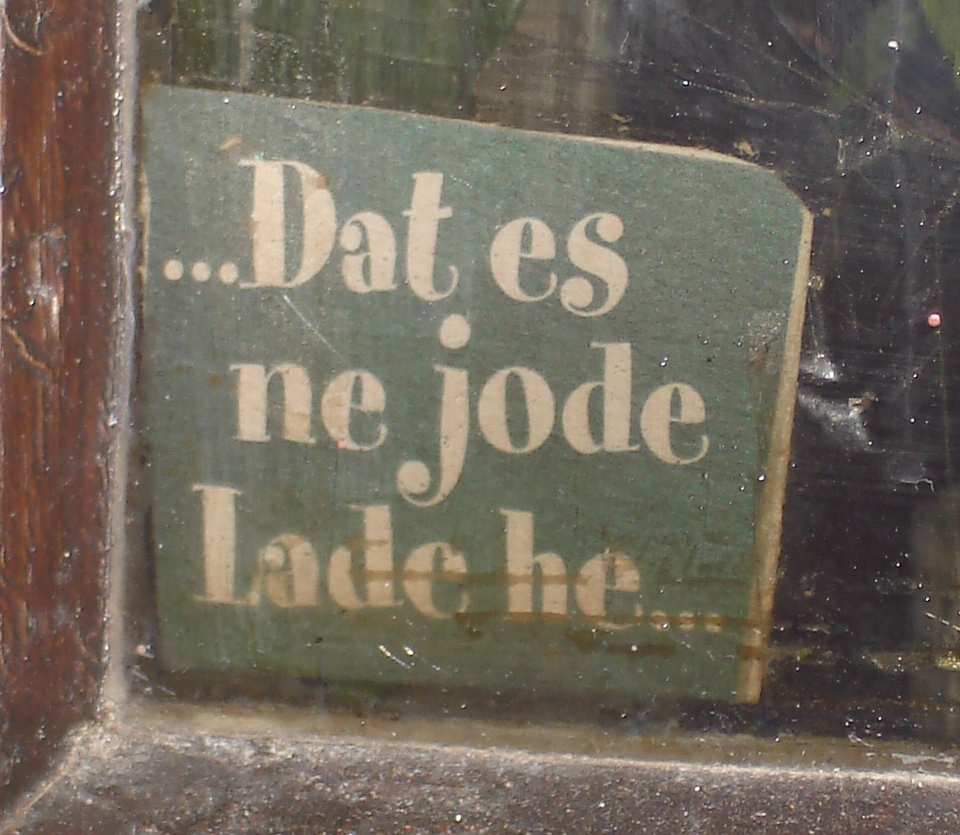 ...Dat es
ne jode
Lade he....